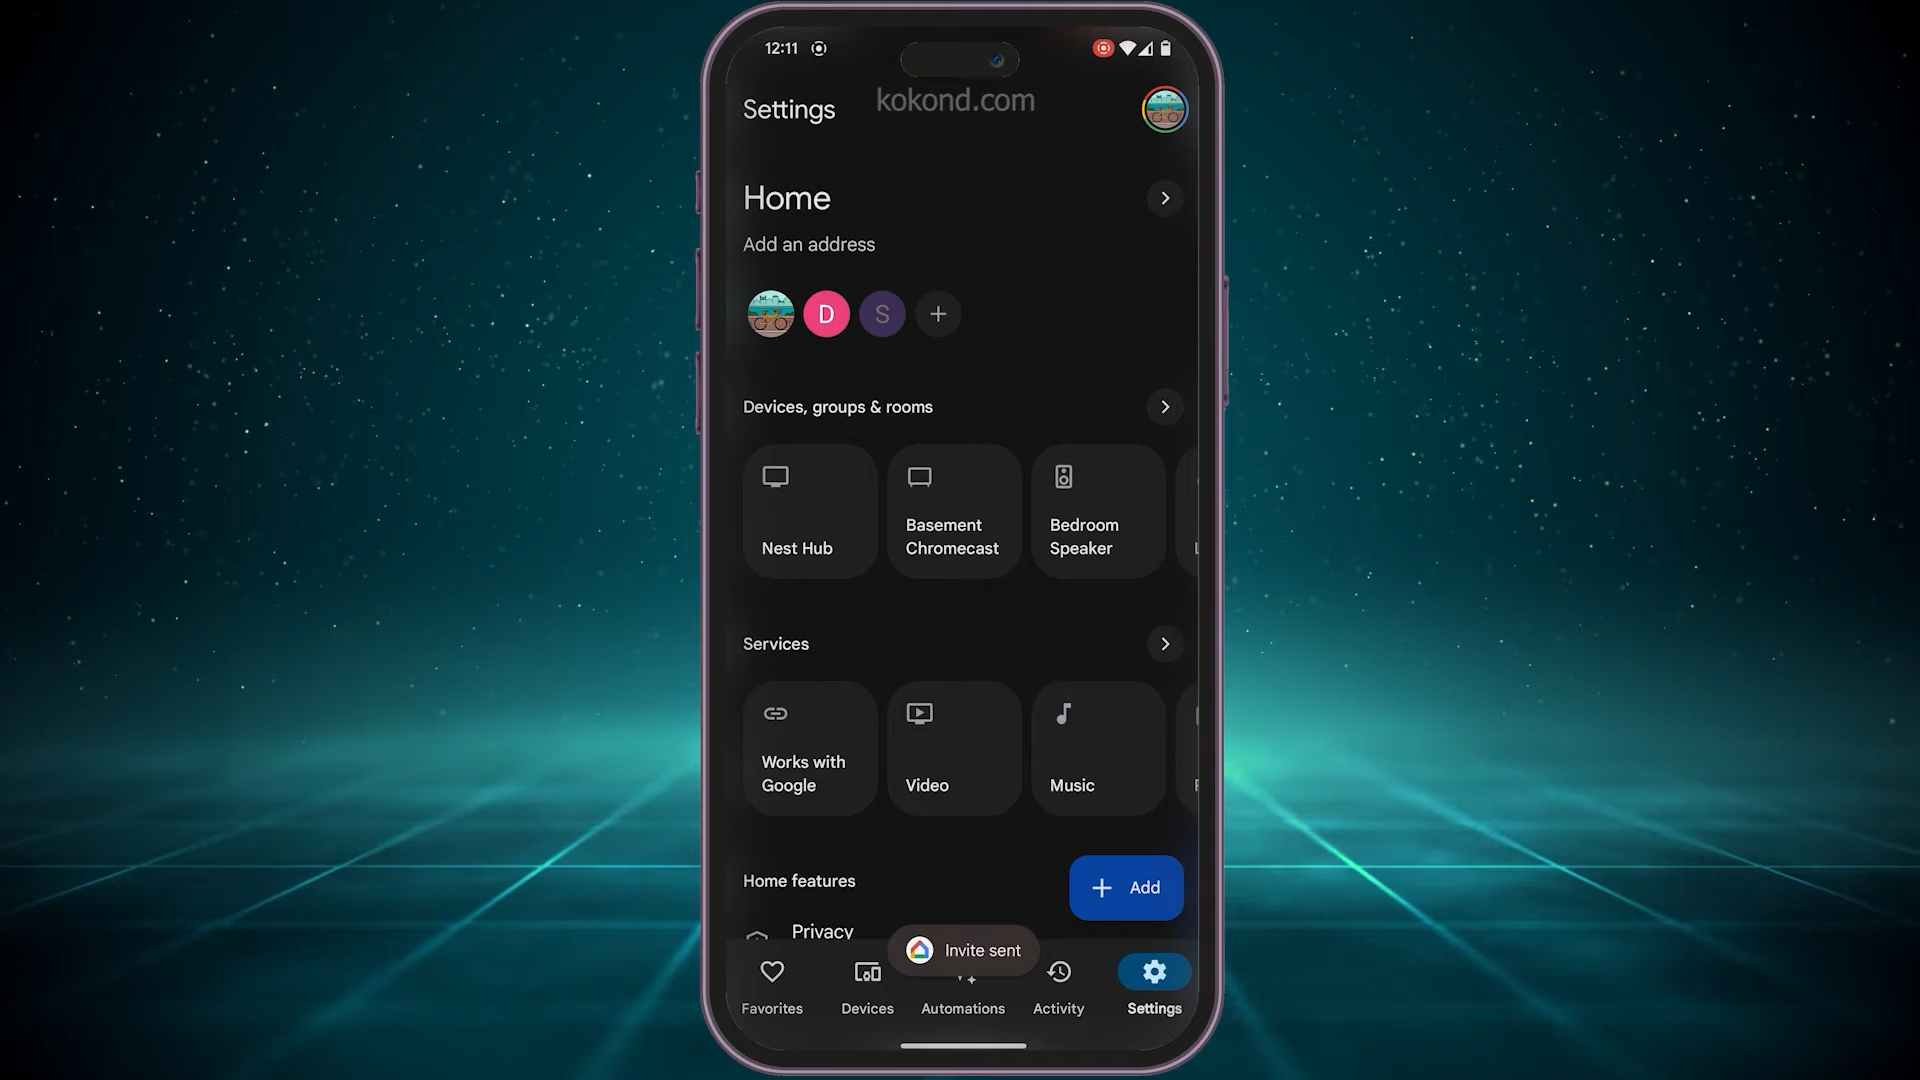 12:11
kokond.com
Settings
Home
Add an address
D
S
Devices, groups & rooms
Nest Hub
Basement
Chromecast
Bedroom
Speaker
L
Services
Works with
Google
Video
Music
Home features
Add
Privacy
Invite sent
Favorites
Devices
Automations
Activity
Settings